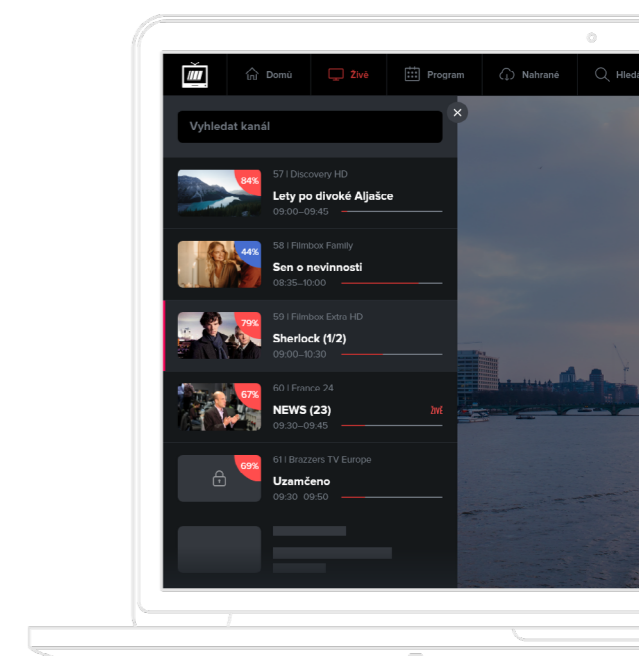 Domů
Živě
Program
Nahrané
Hleda
Vyhledat kanál
84%
57 | Discovery HD
Lety po divoké Aljašce
09:00–09:45
44%
58 | Filmbox Family
Sen o nevinnosti
08:35–10:00
79%
59 | Filmbox Extra HD
Sherlock (1/2)
09:00–10:30
67%
60 | France 24
NEWS (23)
ŽIVĚ
09:30–09:45
69%
61 | Brazzers TV Europe
Uzamčeno
09:30 09:50